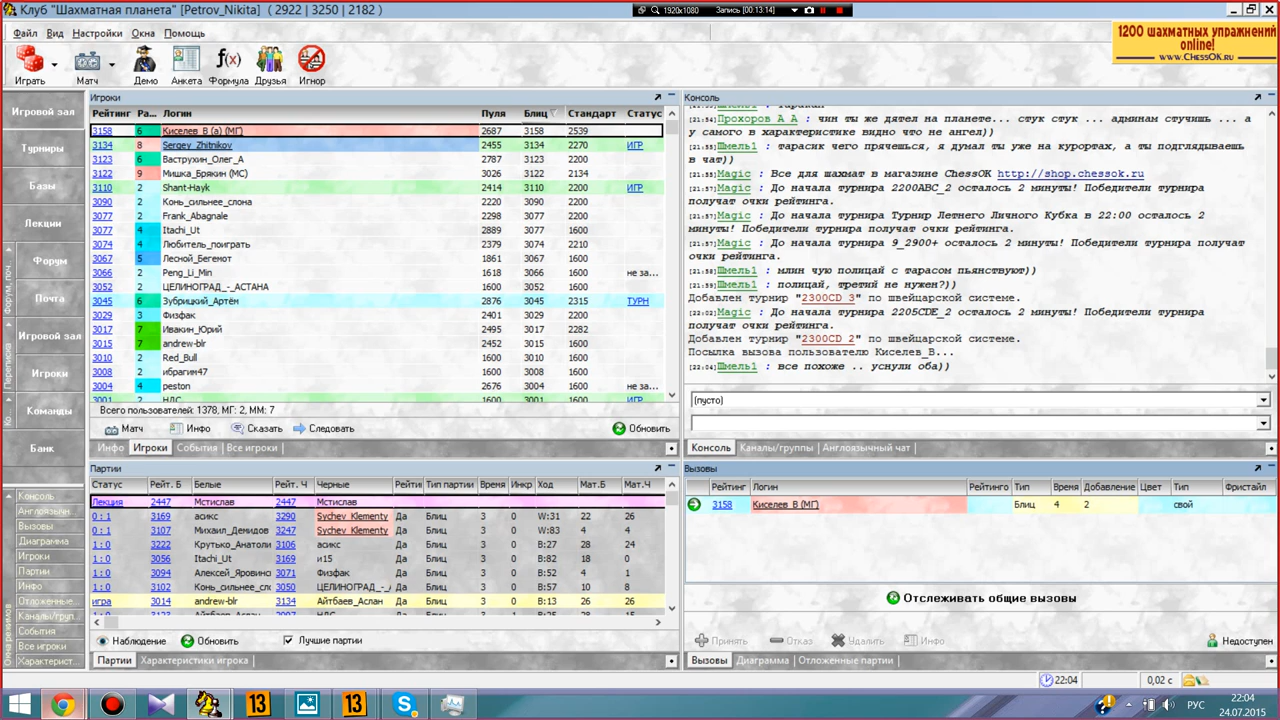 Клуб "Шахматная планета" [Petrov_Nikita] ( 2922 | 3250 | 2182 )
1920x1080 Запись [00:13:14]
Файл Вид Настройки Окна Помощь
1200 шахматных упражнений online!
www.ChessOK.ru
Играть Матч Демо Анкета Формула Друзья Игнор
f(x)
Игровой зал
Турниры
Базы
Лекции
Форум
Почта
Игровой зал
Игроки
Команды
Банк
Консоль
Англоязычн
Вызовы
Диаграмма
Игроки
Партии
Инфо
Отложенные
Каналы/груп
События
Все игроки
Характерист
Форум, поч...
Переписка
Ко...
Окна режимов
Игроки
Рейтинг Ра... Логин Пуля Блиц Стандарт Статус
3158 6 Киселев_В (а) (МГ) 2687 3158 2539
3134 8 Sergey_Zhitnikov 2455 3134 2270 ИГР
3123 6 Ваструхин_Олег_А 2787 3123 2200
3122 9 Мишка_Брякин (МС) 3026 3122 2134
3110 2 Shant-Hayk 2414 3110 2200 ИГР
3090 2 Конь_сильнее_слона 2220 3090 2200
3077 2 Frank_Abagnale 2298 3077 2200
3077 4 Itachi_Ut 2889 3077 1600
3074 4 Любитель_поиграть 2379 3074 2210
3067 5 Лесной_Бегемот 1861 3067 1600
3066 2 Peng_Li_Min 1618 3066 1600 не за...
3052 2 ЦЕЛИНОГРАД_-_АСТАНА 1600 3052 1600
3045 6 Зубрицкий_Артём 2876 3045 2315 ТУРН
3029 3 Физфак 2401 3029 2200
3017 7 Ивакин_Юрий 2495 3017 2282
3015 7 andrew-blr 2452 3015 1600
3010 2 Red_Bull 1600 3010 1600
3008 2 ибрагин47 1600 3008 1600
3004 4 peston 2676 3004 1600 не за...
3001 2 НДС 1600 3001 1600
Всего пользователей: 1378, МГ: 2, ММ: 7
Матч Инфо Сказать Следовать Обновить
Инфо Игроки События Все игроки
Консоль
Прохоров_А_А : чин ты же дятел на планете... стук стук ... админам стучишь ... а
у самого в характеристике видно что не ангел))
Шмель1 : тарасик чего прячешься, я думал ты уже на курортах, а ты подглядываешь
в чат))
[21:55] Magic : Все для шахмат в магазине ChessOK http://shop.chessok.ru
[21:57] Magic : До начала турнира 2200ABC_2 осталось 2 минуты! Победители турнира
получат очки рейтинга.
[21:57] Magic : До начала турнира Турнир Летнего Личного Кубка в 22:00 осталось 2
минуты! Победители турнира получат очки рейтинга.
[21:57] Magic : До начала турнира 9_2900+ осталось 2 минуты! Победители турнира получат
очки рейтинга.
[21:58] Шмель1 : млин чую полицай с тарасом пьянствуют))
[21:59] Шмель1 : полицай, третий не нужен?))
Добавлен турнир "2300CD_3" по швейцарской системе.
[22:02] Magic : До начала турнира 2205CDE_2 осталось 2 минуты! Победители турнира
получат очки рейтинга.
Добавлен турнир "2300CD_2" по швейцарской системе.
Посылка вызова пользователю Киселев_В...
[22:04] Шмель1 : все похоже .. уснули оба))
(пусто)
Консоль Каналы/группы Англоязычный чат
Партии
Статус Рейт. Б Белые Рейт. Ч Черные Рейти Тип партии Время Инкр Ход Мат.Б Мат.Ч
Лекция 2447 Мстислав 2447 Мстислав
0 : 1 3169 асикс 3290 Sychev_Klementy Да Блиц 3 0 W:31 22 26
0 : 1 3107 Михаил_Демидов 3247 Sychev_Klementy Да Блиц 3 0 W:83 4 4
1 : 0 3222 Крутько_Анатоли 3106 асикс Да Блиц 3 0 B:27 28 24
1 : 0 3056 Itachi_Ut 3169 и15 Да Блиц 3 0 B:82 18 0
1 : 0 3094 Алексей_Яровинс 3071 Физфак Да Блиц 3 0 B:52 4 1
1 : 0 3102 Конь_сильнее_слс 3050 ЦЕЛИНОГРАД_-_А Да Блиц 3 0 B:57 10 8
игра 3014 andrew-blr 3134 Айтбаев_Аслан Да Блиц 3 0 B:13 26 26
Наблюдение Обновить Лучшие партии
Партии Характеристики игрока
Вызовы
Рейтинг Логин Рейтинго Тип Время Добавление Цвет Тип Фристайл
3158 Киселев_В (МГ) Блиц 4 2 свой
Отслеживать общие вызовы
Принять Отказ Удалить Инфо Недоступен
Вызовы Диаграмма Отложенные партии
22:04 0,02 с
13 13
РУС 22:04
24.07.2015